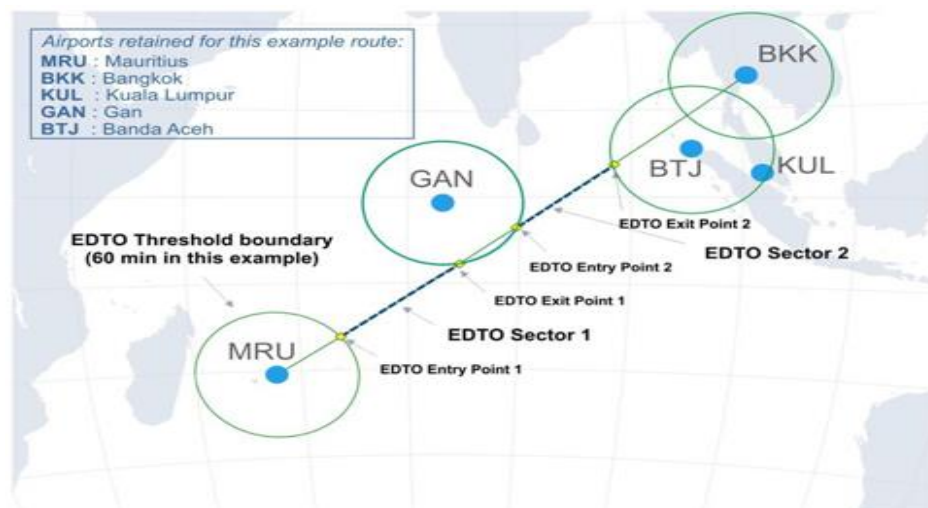 Airports retained for this example route:
MRU : Mauritius
BKK : Bangkok
KUL : Kuala Lumpur
GAN : Gan
BTJ : Banda Aceh
BKK
GAN
BTJ
KUL
EDTO Threshold boundary
(60 min in this example)
EDTO Exit Point 2
EDTO Sector 2
EDTO Entry Point 2
EDTO Exit Point 1
EDTO Sector 1
MRU
EDTO Entry Point 1